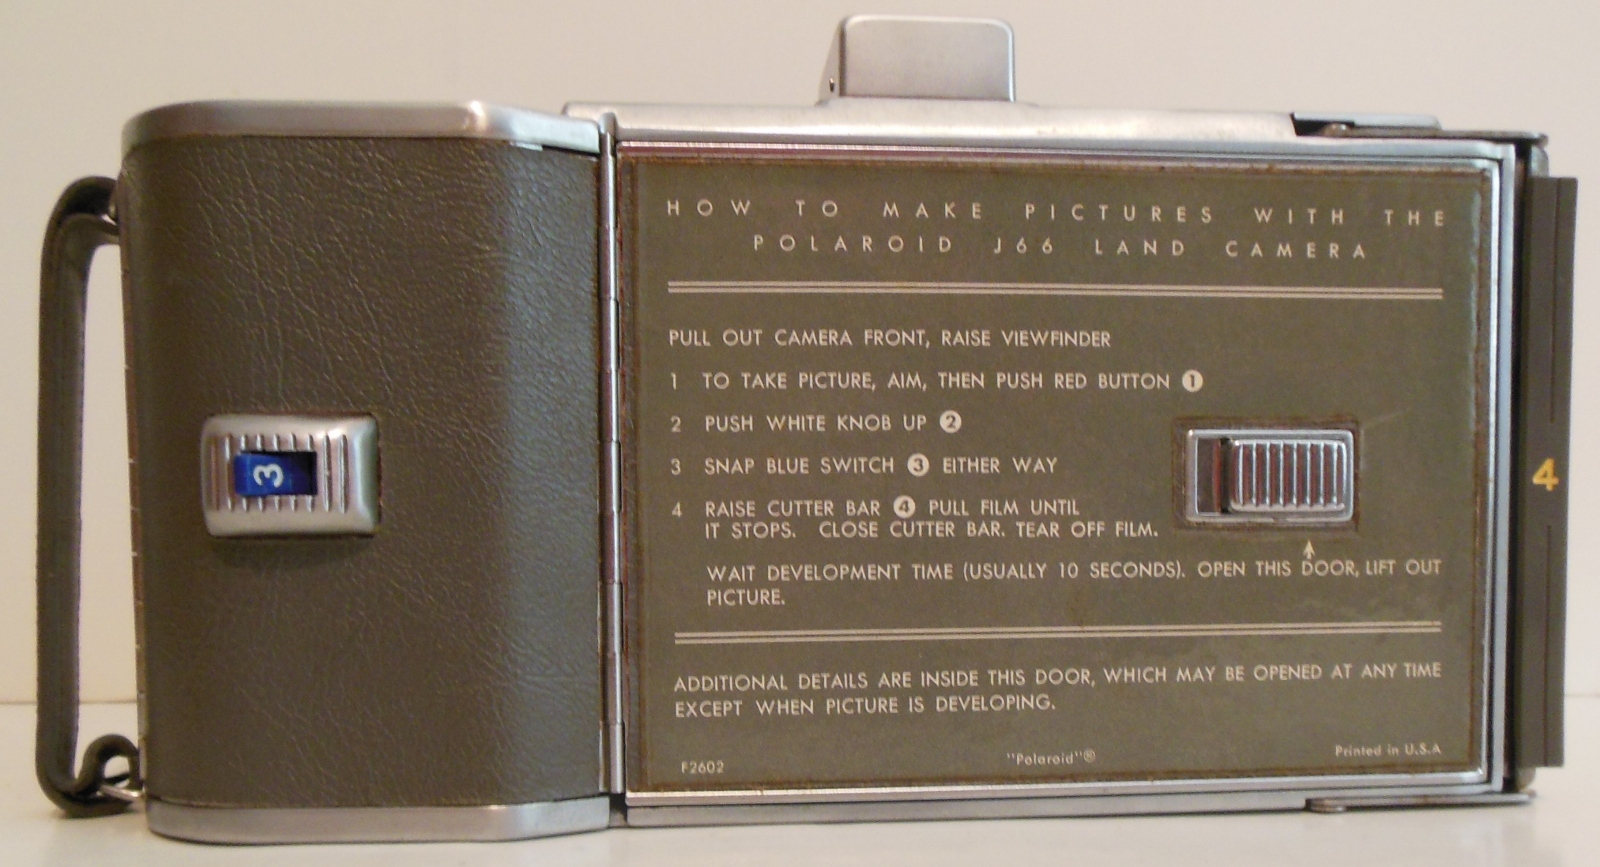 HOW TO MAKE PICTURES WITH THE
POLAROID J66 LAND CAMERA
PULL OUT CAMERA FRONT, RAISE VIEWFINDER
1 TO TAKE PICTURE, AIM, THEN PUSH RED BUTTON 1
2 PUSH WHITE KNOB UP 2
3 SNAP BLUE SWITCH 3 EITHER WAY
4 RAISE CUTTER BAR 4 PULL FILM UNTIL
IT STOPS. CLOSE CUTTER BAR. TEAR OFF FILM.
WAIT DEVELOPMENT TIME (USUALLY 10 SECONDS). OPEN THIS DOOR, LIFT OUT
PICTURE.
ADDITIONAL DETAILS ARE INSIDE THIS DOOR, WHICH MAY BE OPENED AT ANY TIME
EXCEPT WHEN PICTURE IS DEVELOPING.
F2602 "Polaroid"® Printed in U.S.A
3
4